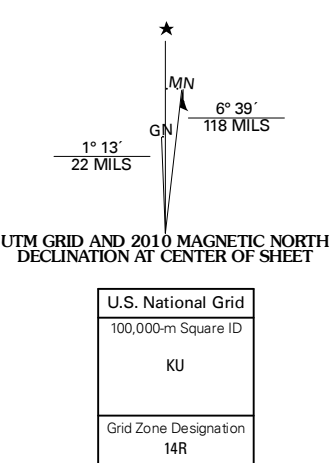 ★
MN
6° 39´
118 MILS
GN
1° 13´
22 MILS
UTM GRID AND 2010 MAGNETIC NORTH
DECLINATION AT CENTER OF SHEET
U.S. National Grid
100,000-m Square ID
KU
Grid Zone Designation
14R